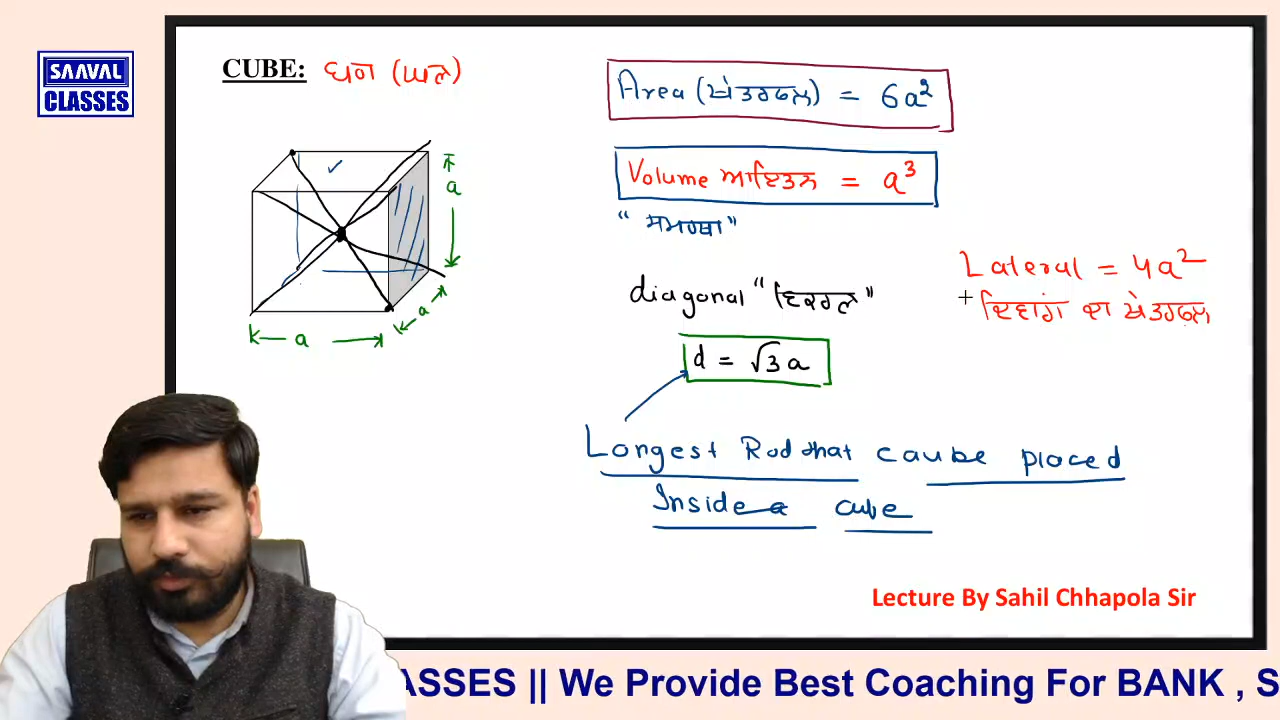 SAAVAL
CLASSES
CUBE: ਘਣ (ਘਨ)
Area (ਖੇਤਰਫਲ) = 6a²
Volume ਆਇਤਨ = a³
"ਸਮਰਥਾ"
a
a
a
diagonal "ਵਿਕਰਣ"
d = √3 a
Lateral = 4a²
ਦਿਵਾਰਾਂ ਦਾ ਖੇਤਰਫਲ
Longest Rod that can be placed
Inside a cube
Lecture By Sahil Chhapola Sir
ASSES || We Provide Best Coaching For BANK , S